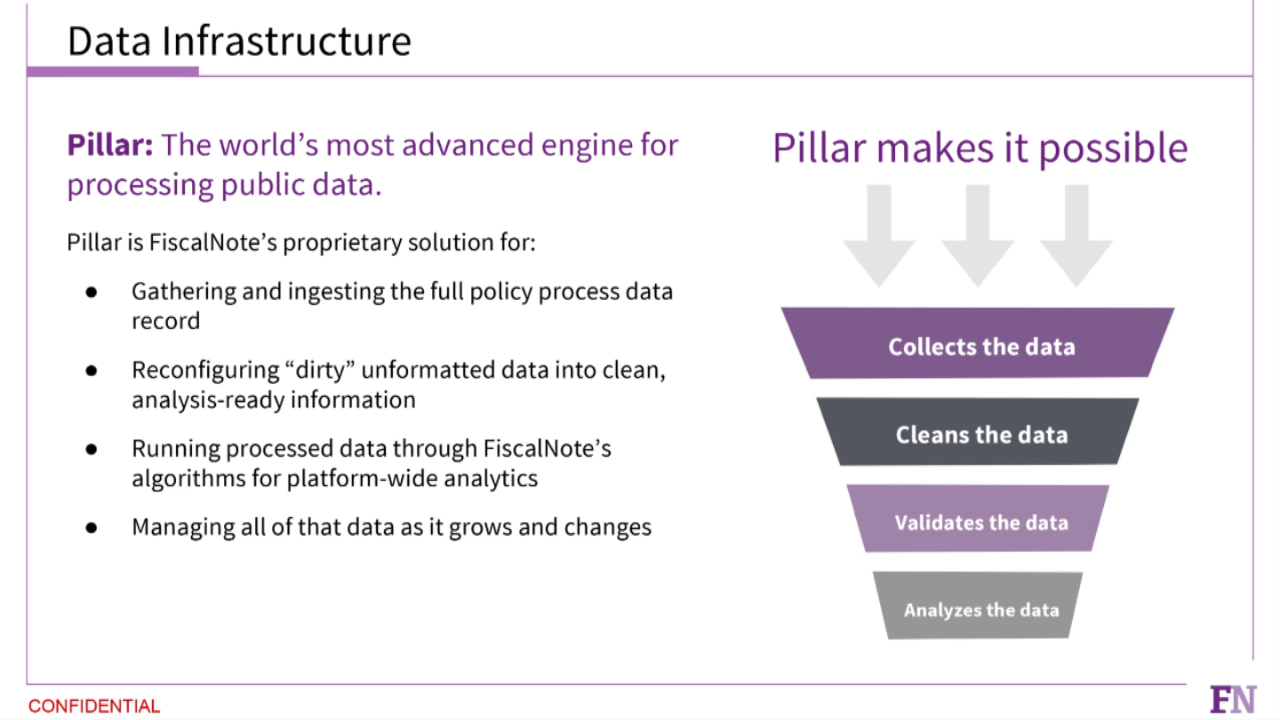 Data Infrastructure
Pillar: The world’s most advanced engine for
processing public data.
Pillar is FiscalNote’s proprietary solution for:
● Gathering and ingesting the full policy process data
record
● Reconfiguring “dirty” unformatted data into clean,
analysis-ready information
● Running processed data through FiscalNote’s
algorithms for platform-wide analytics
● Managing all of that data as it grows and changes
Pillar makes it possible
Collects the data
Cleans the data
Validates the data
Analyzes the data
CONFIDENTIAL
FN